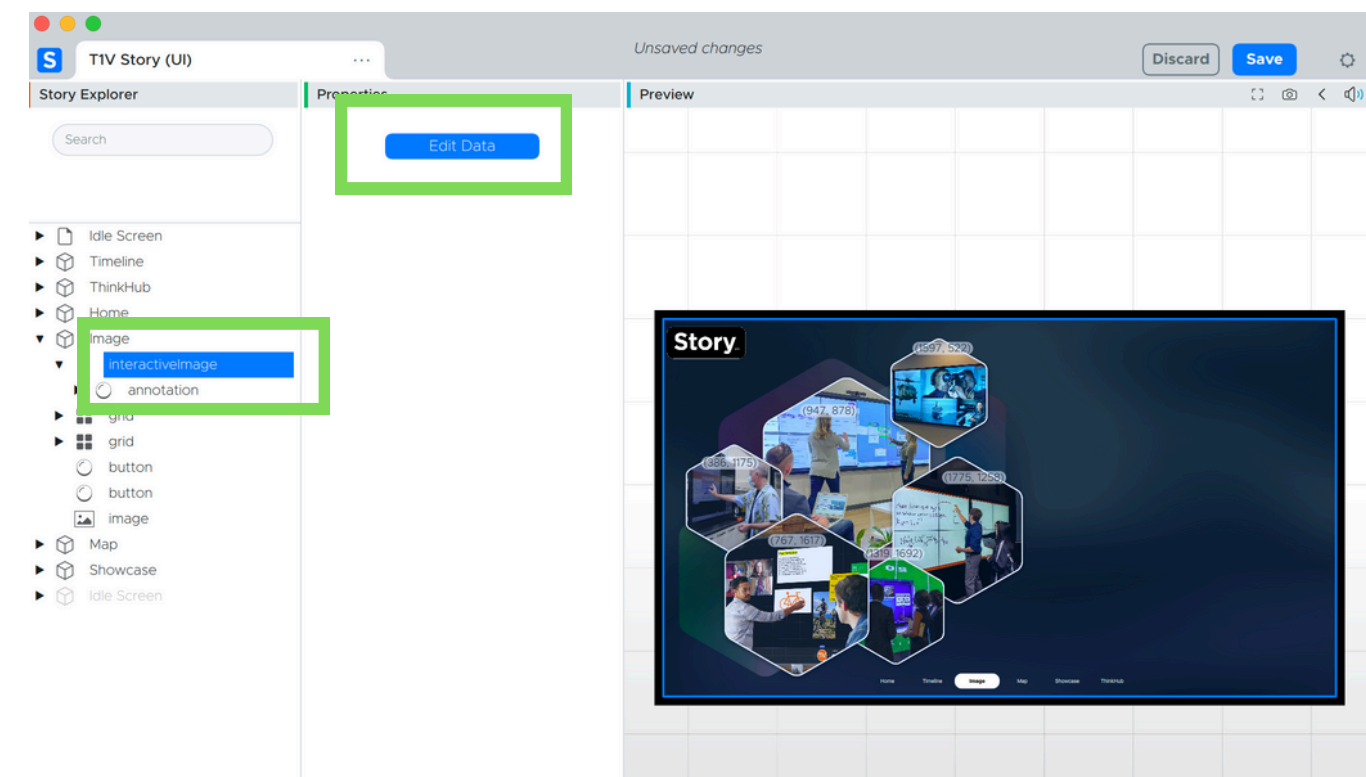 Unsaved changes
S T1V Story (UI) ...
Discard Save
Story Explorer
Properties
Preview
Search
Edit Data
Idle Screen
Timeline
ThinkHub
Home
Image
interactiveImage
annotation
grid
grid
button
button
image
Map
Showcase
Idle Screen
Story
(1597, 522)
(947, 878)
(386, 1175)
(1775, 1258)
(767, 1617)
(1319, 1692)
Home Timeline Image Map Showcase ThinkHub